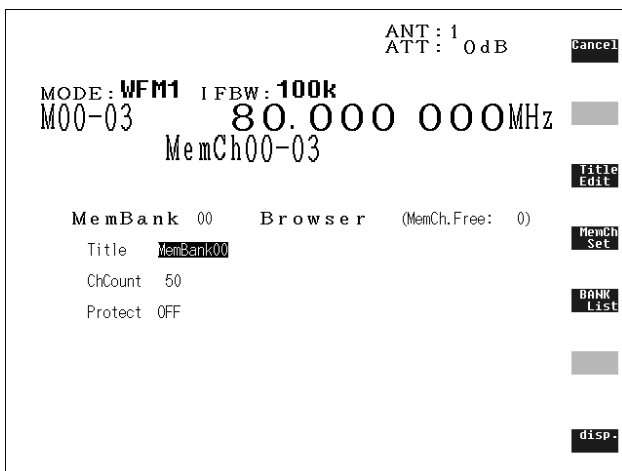 ANT:1
ATT: 0dB
Cancel
MODE:WFM1 IFBW:100k
M00-03 80.000 000MHz
MemCh00-03
Title
Edit
MemBank 00 Browser (MemCh.Free: 0)
MemCh
Set
Title MemBank00
ChCount 50
BANK
List
Protect OFF
disp.